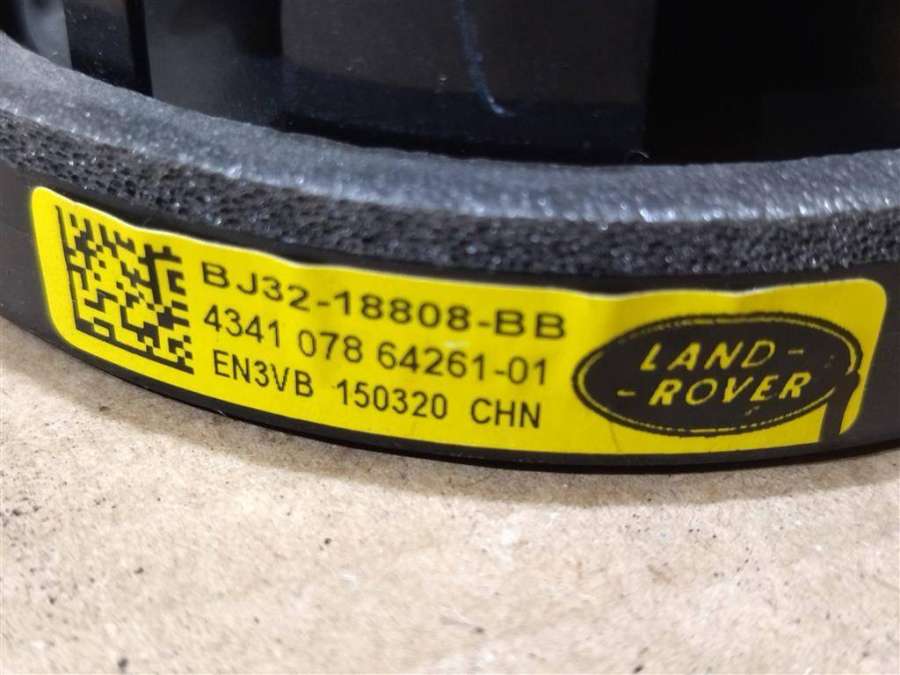 BJ32-18808-BB
4341 078 64261-01
EN3VB 150320 CHN
LAND-
-ROVER